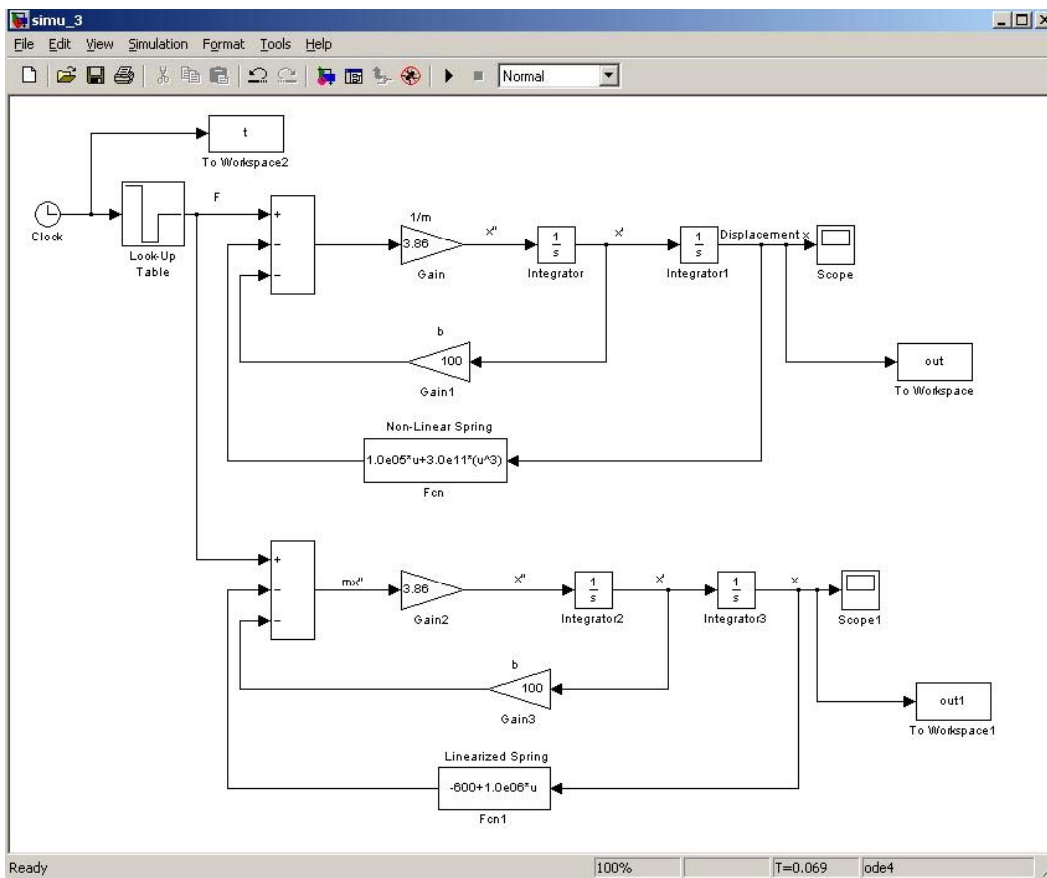 simu_3
File Edit View Simulation Format Tools Help
Normal
t
To Workspace2
F
Clock
Look-Up
Table
+
−
−
1/m
3.86
Gain
x''
1
s
Integrator
x'
1
s
Integrator1
Displacement x
Scope
b
100
Gain1
out
To Workspace
Non-Linear Spring
1.0e05*u+3.0e11*(u^3)
Fcn
+
−
−
mx''
3.86
Gain2
x''
1
s
Integrator2
x'
1
s
Integrator3
x
Scope1
b
100
Gain3
out1
To Workspace1
Linearized Spring
-600+1.0e06*u
Fcn1
Ready 100% T=0.069 ode4